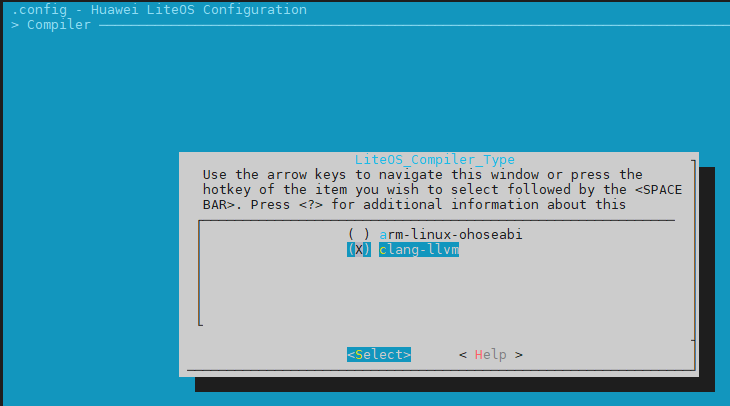 .config - Huawei LiteOS Configuration
> Compiler
LiteOS_Compiler_Type
Use the arrow keys to navigate this window or press the
hotkey of the item you wish to select followed by the <SPACE
BAR>. Press <?> for additional information about this
( ) arm-linux-ohoseabi
(X) clang-llvm
<Select> < Help >